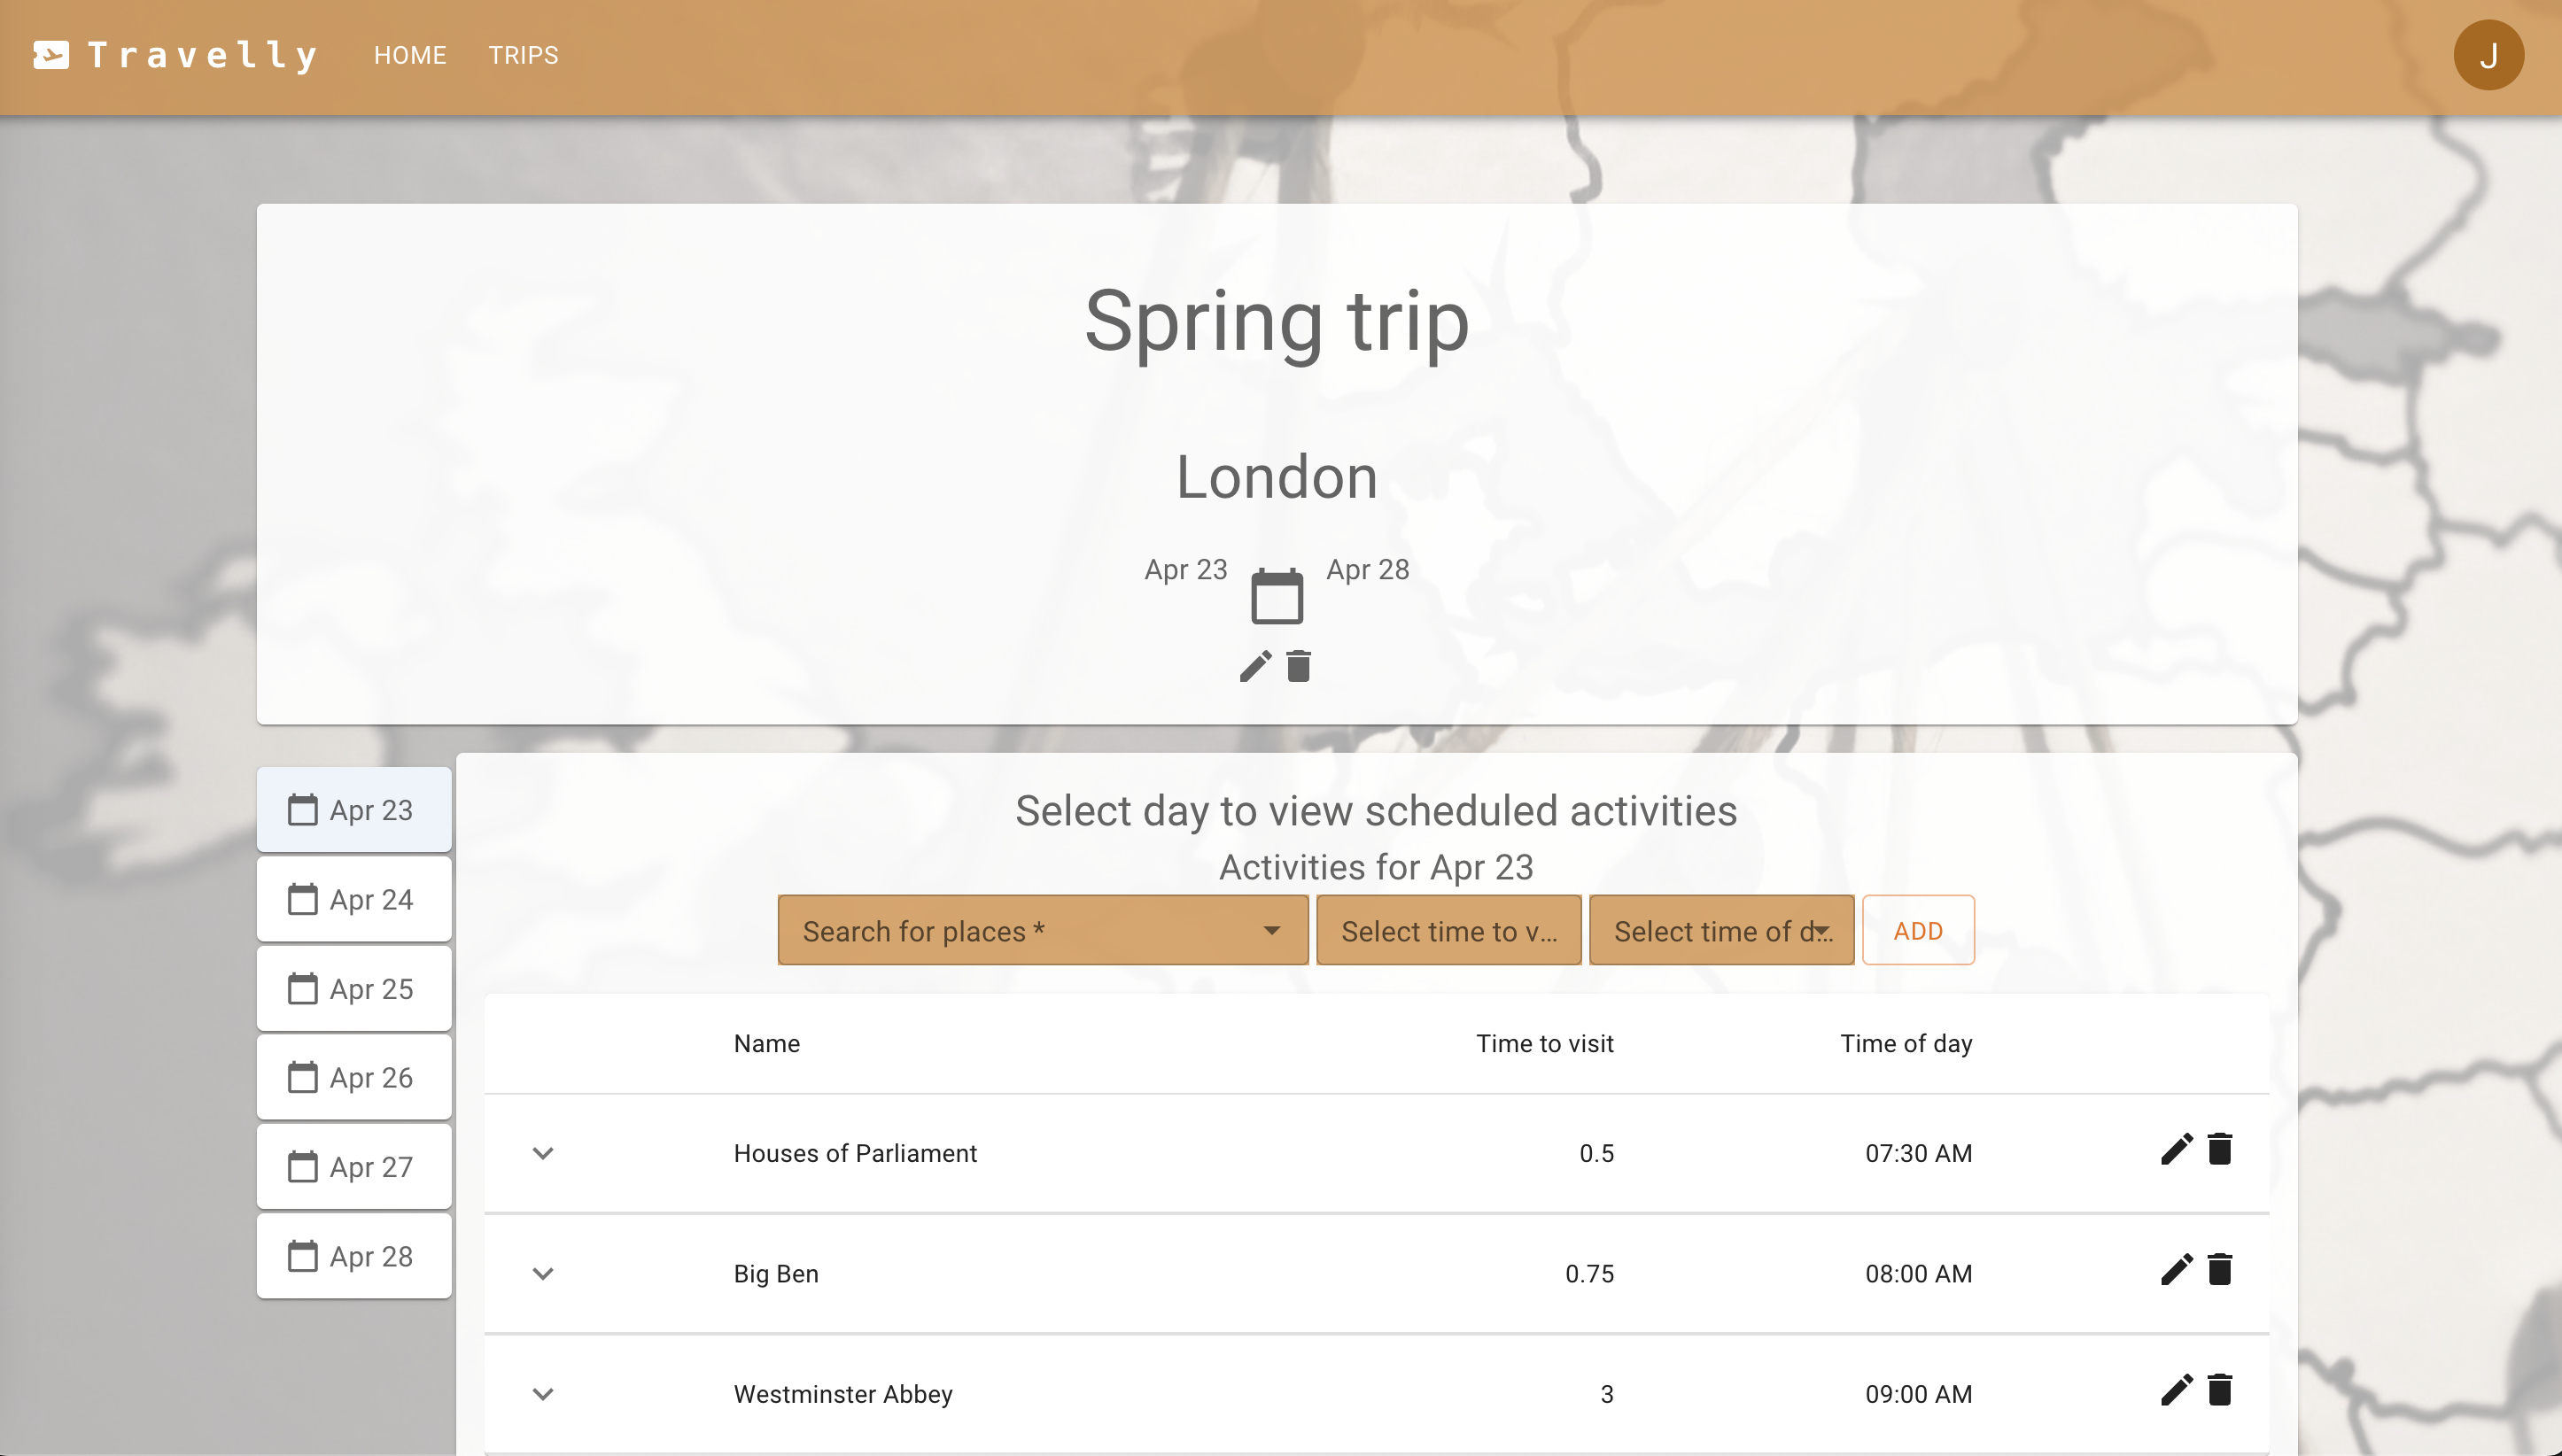 Travelly HOME TRIPS J
Spring trip
London
Apr 23 Apr 28
Apr 23
Apr 24
Apr 25
Apr 26
Apr 27
Apr 28
Select day to view scheduled activities
Activities for Apr 23
Search for places * Select time to v... Select time of d... ADD
Name Time to visit Time of day
Houses of Parliament 0.5 07:30 AM
Big Ben 0.75 08:00 AM
Westminster Abbey 3 09:00 AM